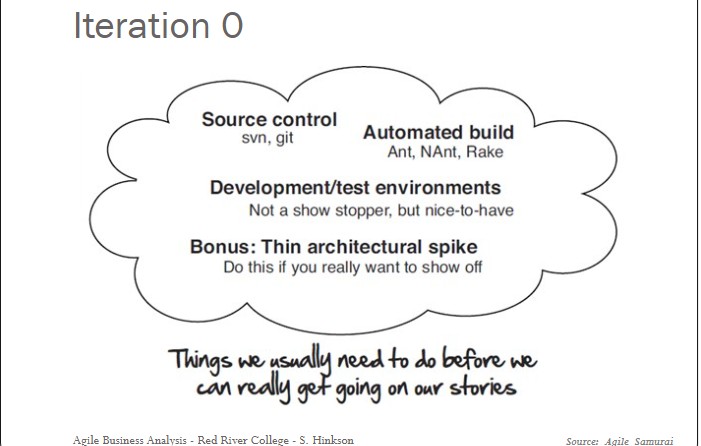 Iteration 0
Source control
svn, git
Automated build
Ant, NAnt, Rake
Development/test environments
Not a show stopper, but nice-to-have
Bonus: Thin architectural spike
Do this if you really want to show off
Things we usually need to do before we
can really get going on our stories
Agile Business Analysis - Red River College - S. Hinkson
Source: Agile Samurai